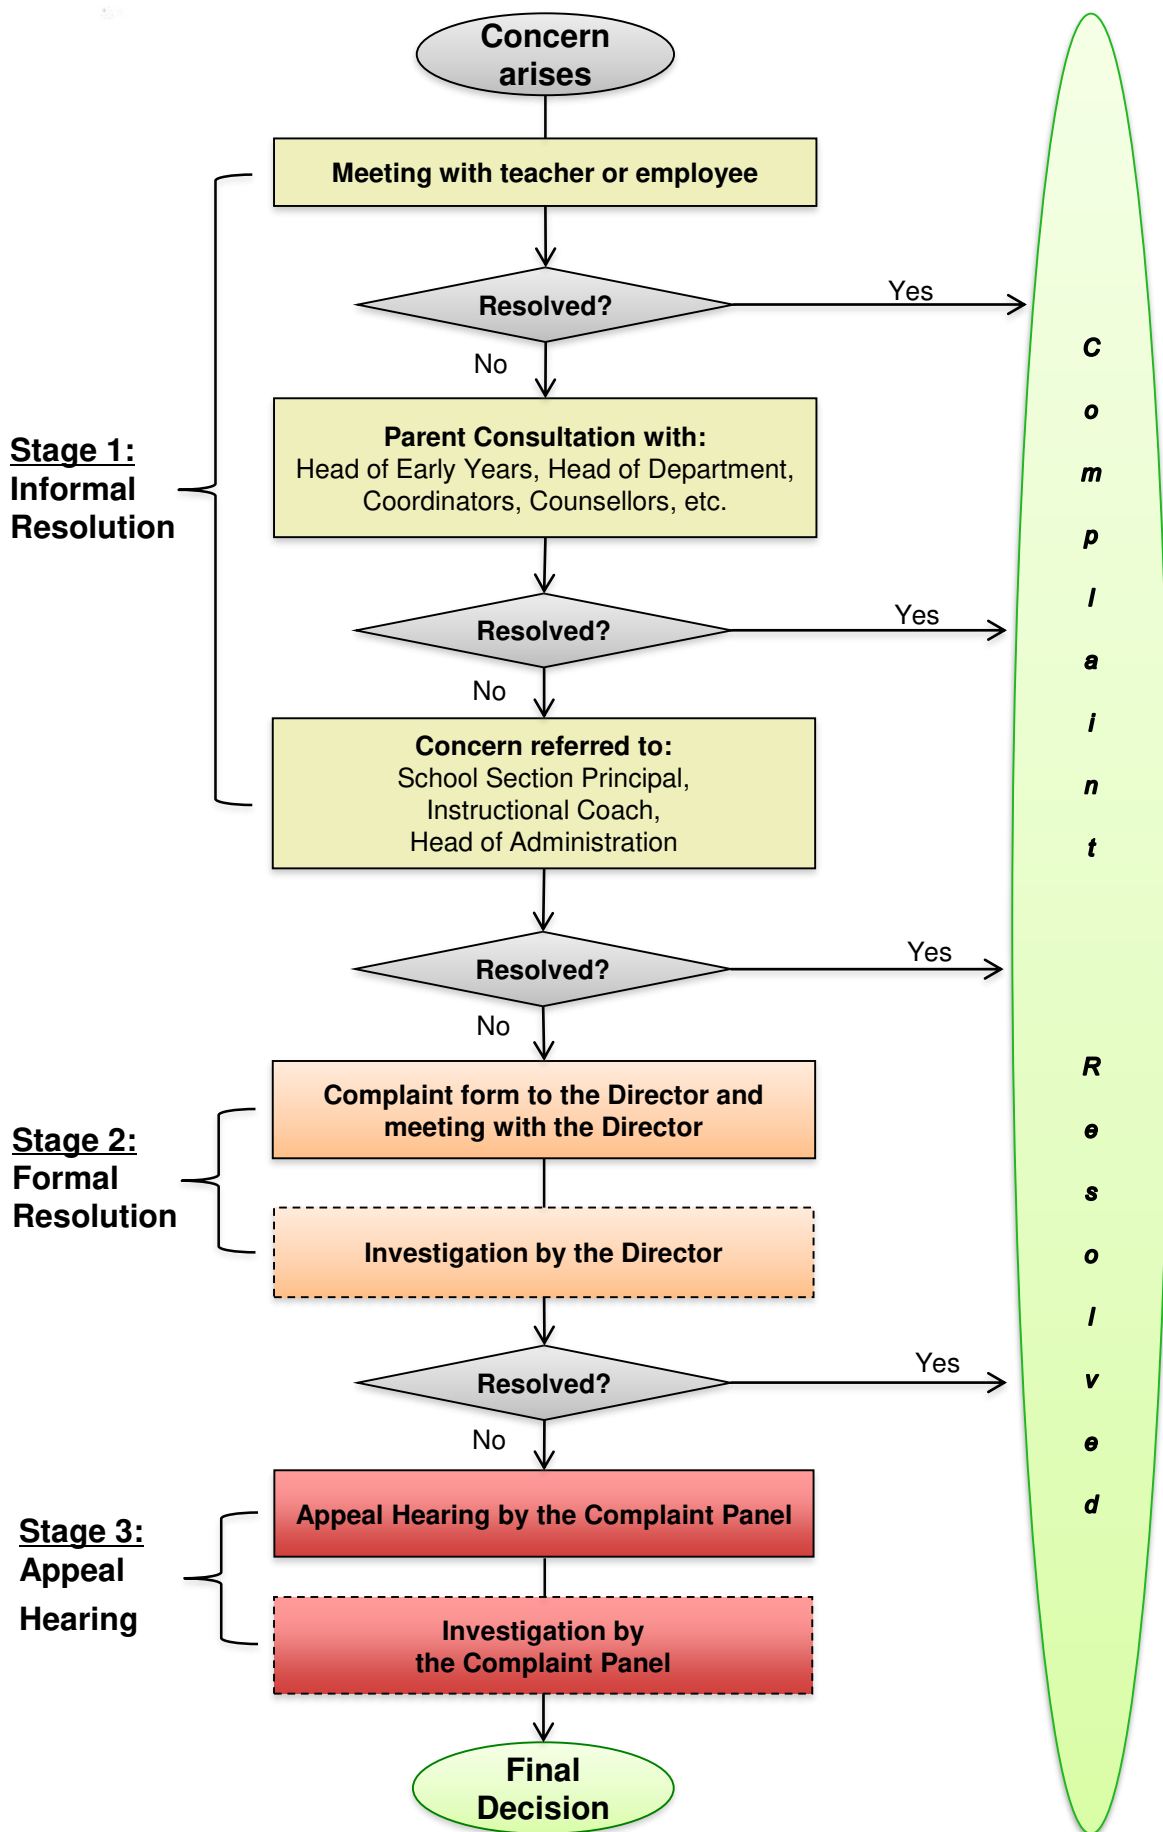 Concern
arises
Meeting with teacher or employee
Resolved?
Yes
No
Stage 1:
Informal
Resolution
Parent Consultation with:
Head of Early Years, Head of Department,
Coordinators, Counsellors, etc.
Resolved?
Yes
No
Concern referred to:
School Section Principal,
Instructional Coach,
Head of Administration
Resolved?
Yes
No
Stage 2:
Formal
Resolution
Complaint form to the Director and
meeting with the Director
Investigation by the Director
Resolved?
Yes
No
Stage 3:
Appeal
Hearing
Appeal Hearing by the Complaint Panel
Investigation by
the Complaint Panel
Final
Decision
Complaint Resolved